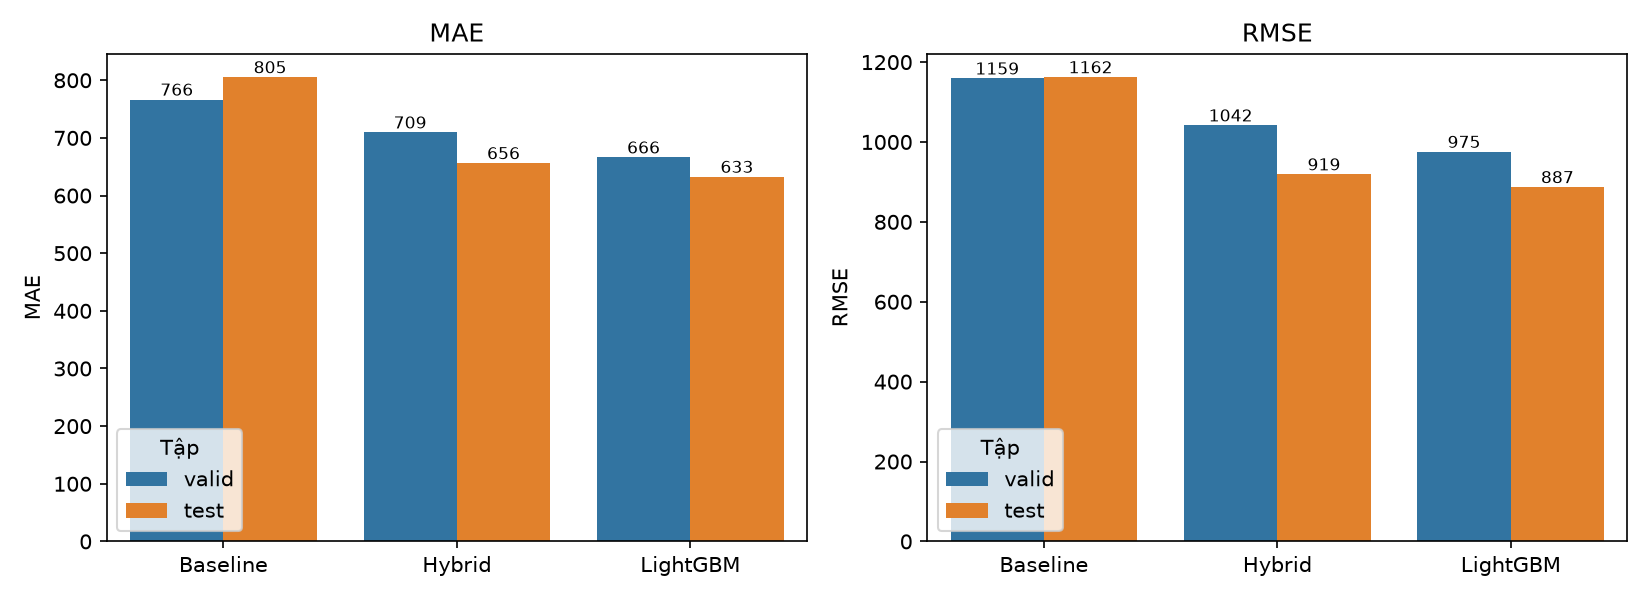 MAE
MAE
800
700
600
500
400
300
200
100
0
766
805
709
656
666
633
Tập
valid
test
Baseline
Hybrid
LightGBM
RMSE
RMSE
1200
1000
800
600
400
200
0
1159
1162
1042
919
975
887
Tập
valid
test
Baseline
Hybrid
LightGBM